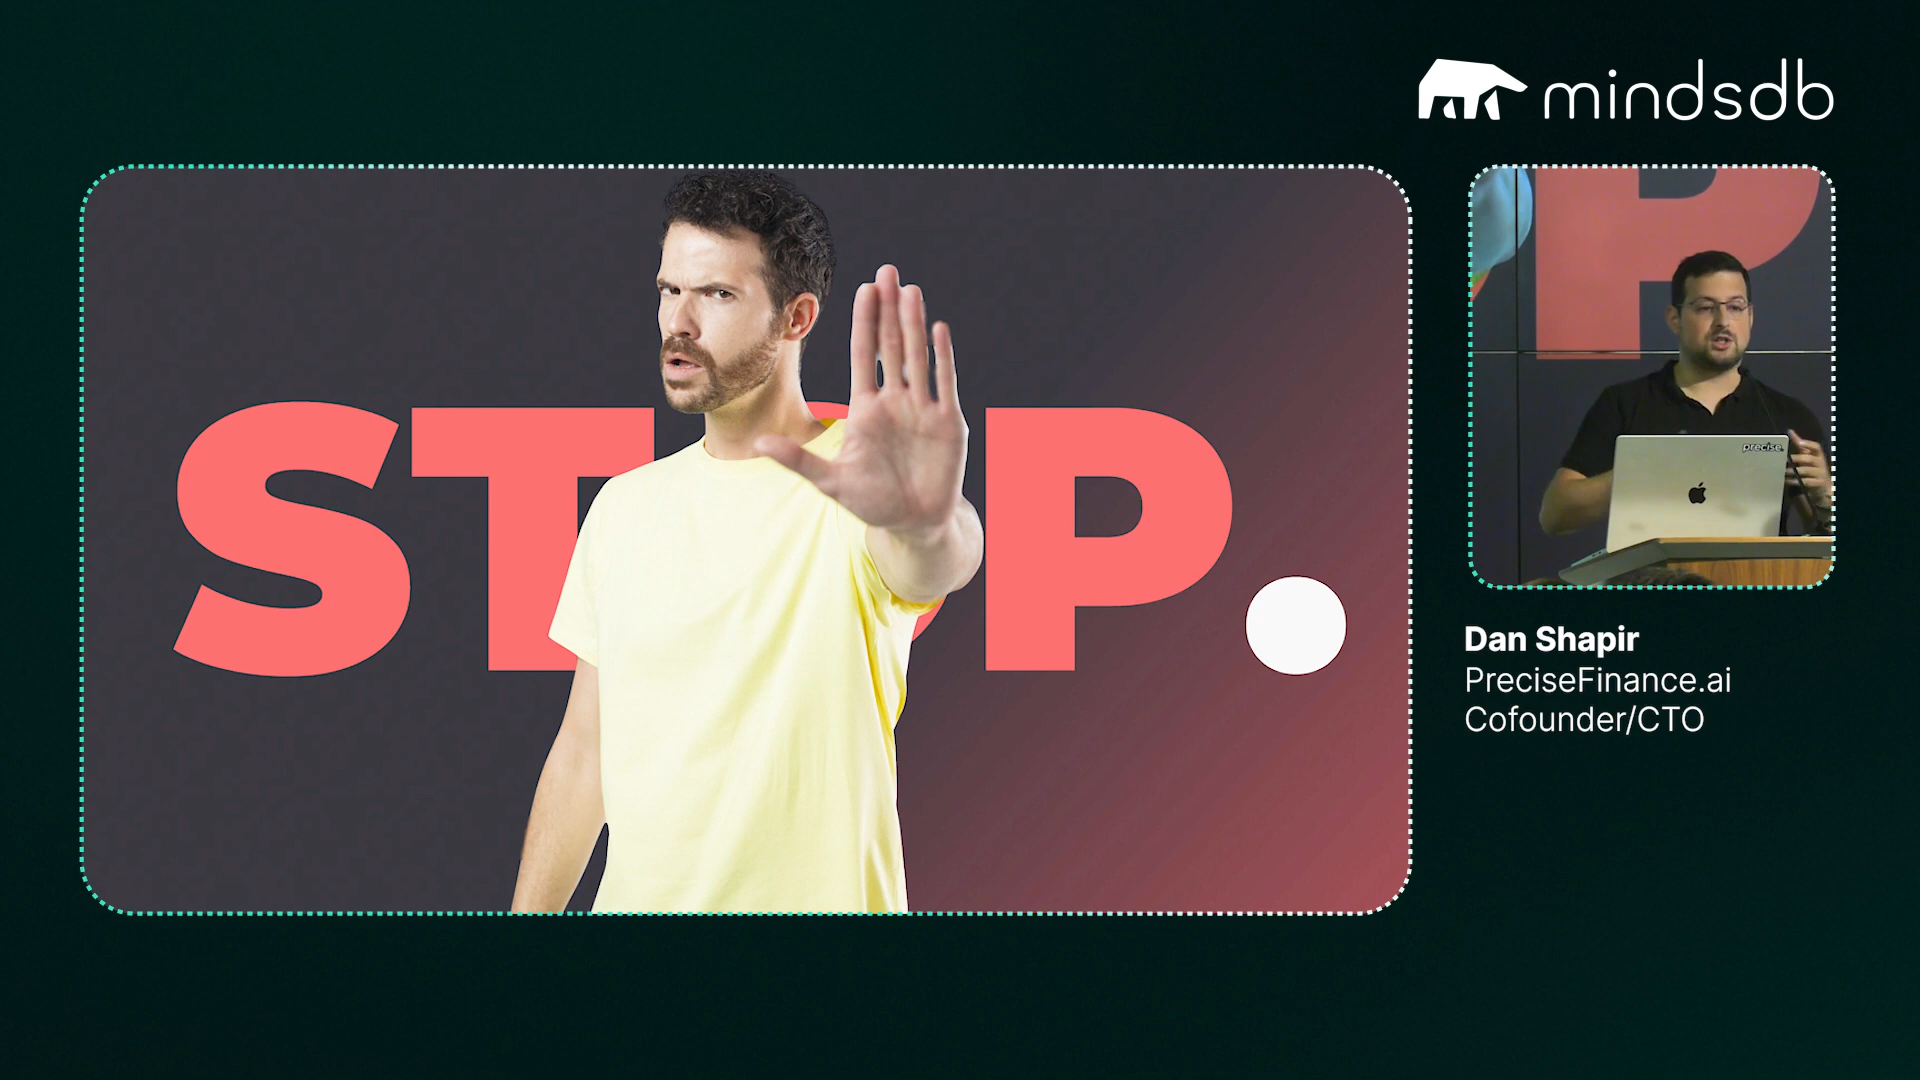 mindsdb
STOP.
precise.
Dan Shapir
PreciseFinance.ai
Cofounder/CTO